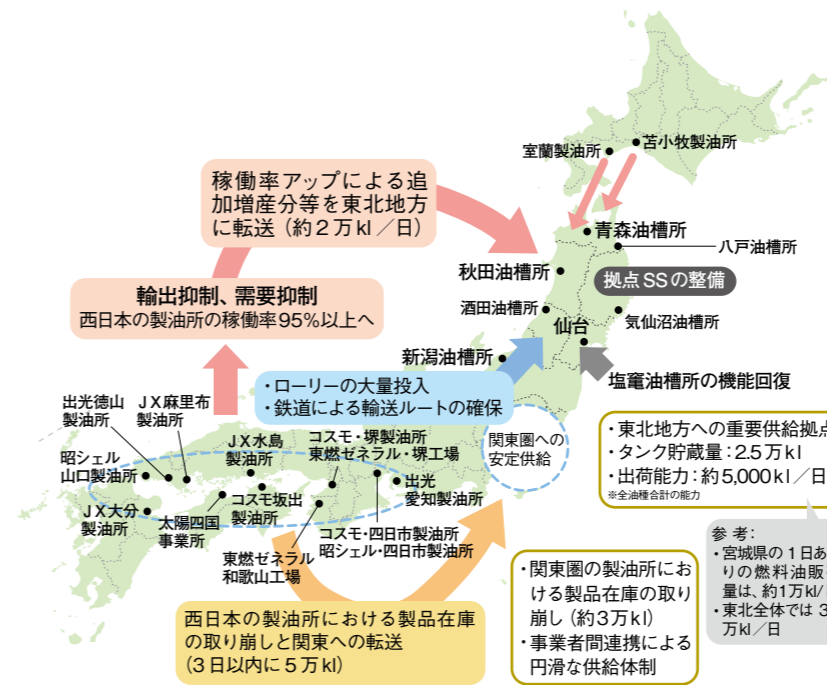 室蘭製油所
苫小牧製油所
稼働率アップによる追
加増産分等を東北地方
に転送（約２万kl／日）
青森油槽所
八戸油槽所
秋田油槽所
拠点SSの整備
輸出抑制、需要抑制
西日本の製油所の稼働率95%以上へ
酒田油槽所
仙台
気仙沼油槽所
新潟油槽所
塩竈油槽所の機能回復
・ローリーの大量投入
・鉄道による輸送ルートの確保
出光徳山
製油所
ＪＸ麻里布
製油所
昭シェル
山口製油所
ＪＸ水島
製油所
コスモ・堺製油所
東燃ゼネラル・堺工場
関東圏への
安定供給
出光
愛知製油所
ＪＸ大分
製油所
太陽四国
事業所
コスモ坂出
製油所
東燃ゼネラル
和歌山工場
コスモ・四日市製油所
昭シェル・四日市製油所
・東北地方への重要供給拠点
・タンク貯蔵量：2.5万kl
・出荷能力：約5,000kl／日
※全油種合計の能力
西日本の製油所における製品在庫
の取り崩しと関東への転送
（３日以内に５万kl）
・関東圏の製油所にお
ける製品在庫の取り
崩し（約３万kl）
・事業者間連携による
円滑な供給体制
参考：
・宮城県の１日あ
りの燃料油販
量は、約1万kl/
・東北全体では３
万kl／日